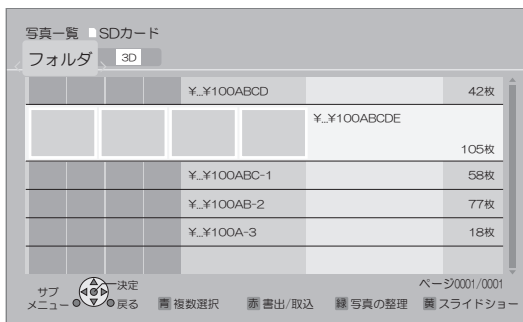 写真一覧 SDカード
フォルダ 3D
¥...¥100ABCD 42枚
¥...¥100ABCDE
105枚
¥...¥100ABC-1 58枚
¥...¥100AB-2 77枚
¥...¥100A-3 18枚
ページ0001/0001
サブ
メニュー 決定
戻る 青 複数選択 赤 書出/取込 緑 写真の整理 黄 スライドショー